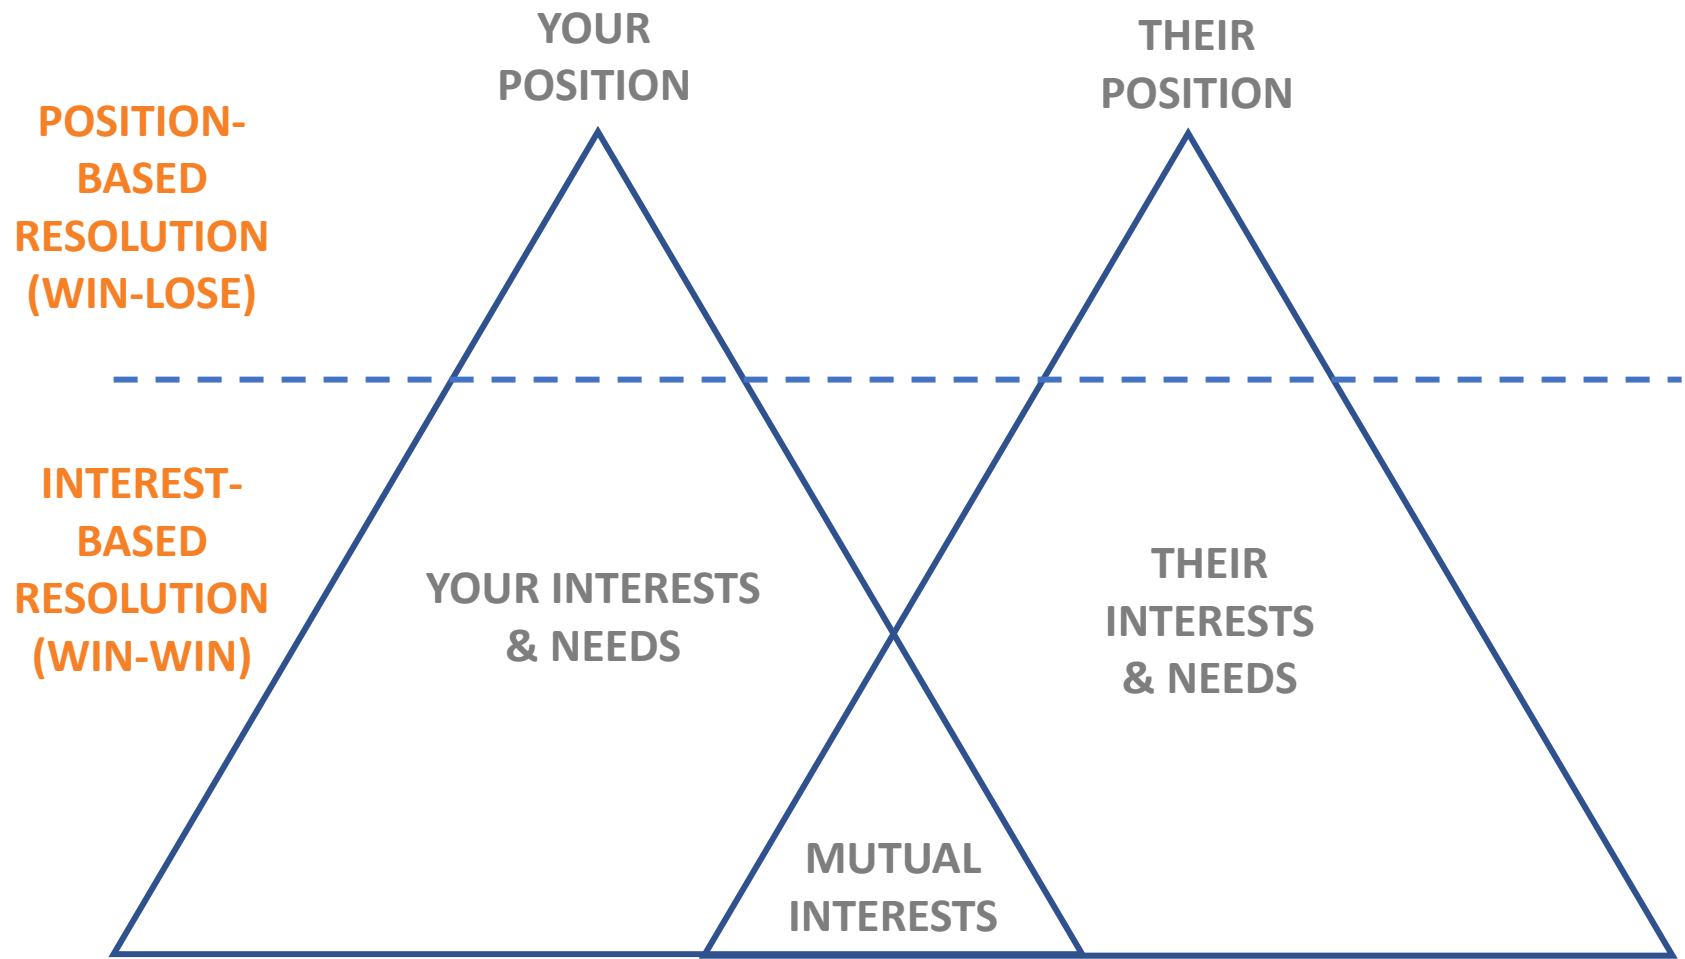 YOUR
POSITION
THEIR
POSITION
POSITION-
BASED
RESOLUTION
(WIN-LOSE)
INTEREST-
BASED
RESOLUTION
(WIN-WIN)
YOUR INTERESTS
& NEEDS
THEIR
INTERESTS
& NEEDS
MUTUAL
INTERESTS